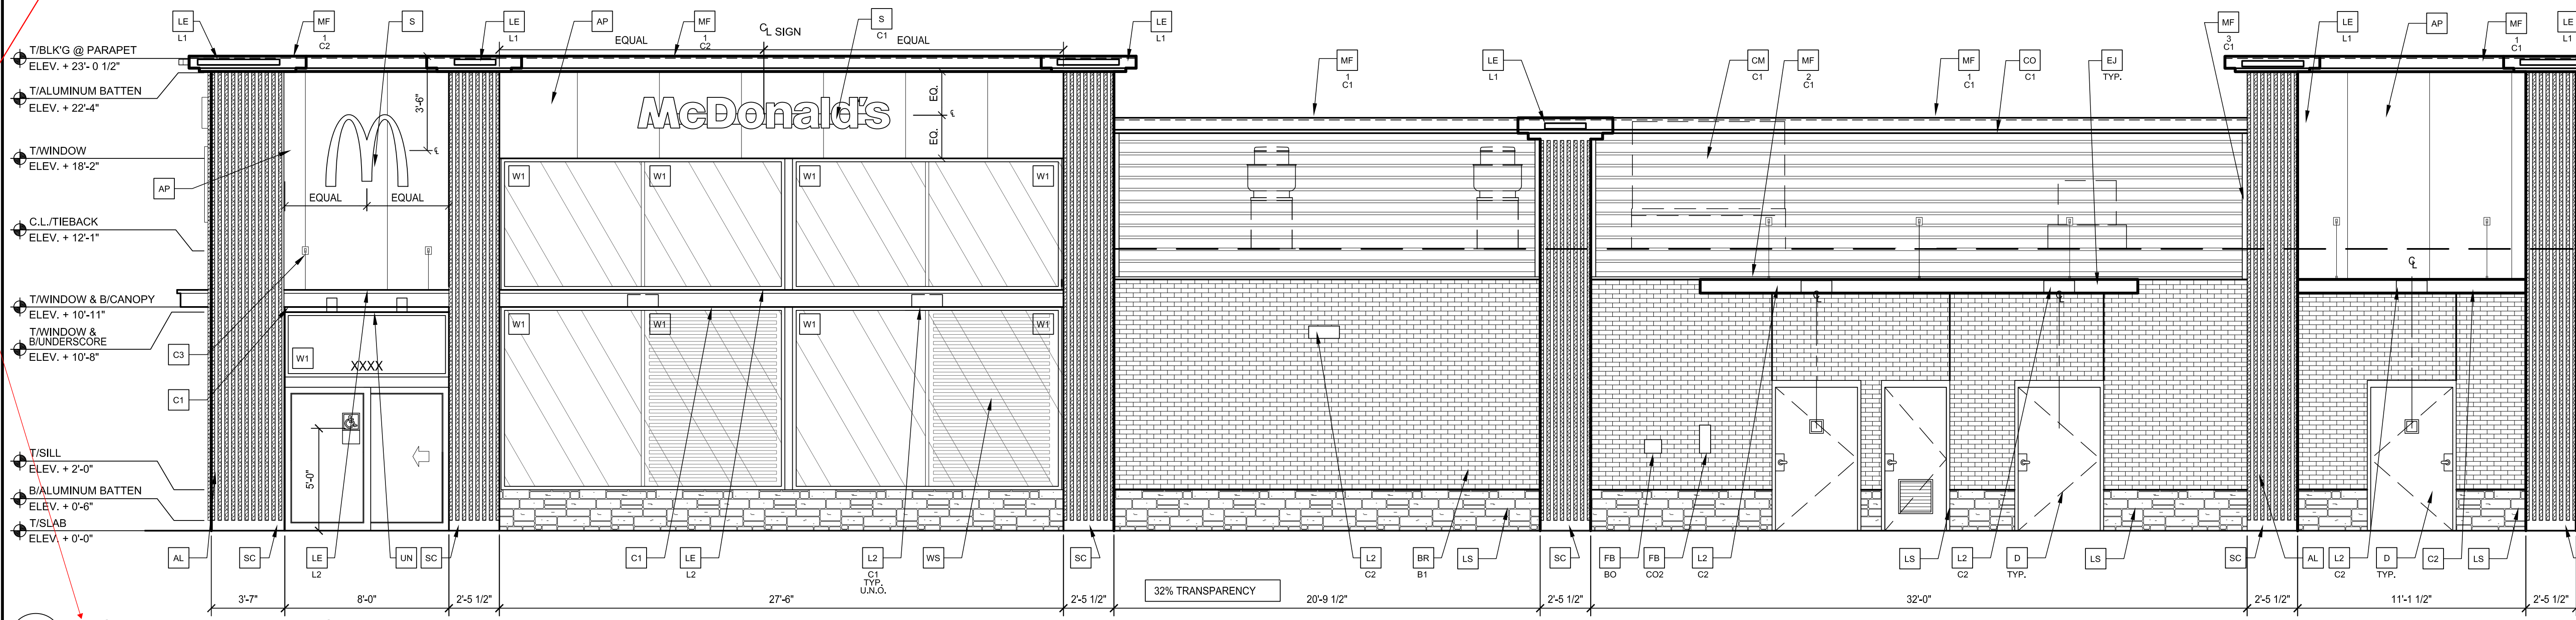 LE
L1
MF
1
C2
S
LE
L1
AP
MF
1
C2
EQUAL
CL SIGN
EQUAL
S
C1
LE
L1
MF
1
C1
LE
L1
CM
C1
MF
2
C1
MF
1
C1
CO
C1
EJ
TYP.
MF
3
C1
LE
L1
AP
MF
1
C1
LE
L1
T/BLK'G @ PARAPET
ELEV. + 23'- 0 1/2"
T/ALUMINUM BATTEN
ELEV. + 22'-4"
T/WINDOW
ELEV. + 18'-2"
C.L./TIEBACK
ELEV. + 12'-1"
T/WINDOW & B/CANOPY
ELEV. + 10'-11"
T/WINDOW &
B/UNDERSCORE
ELEV. + 10'-8"
T/SILL
ELEV. + 2'-0"
B/ALUMINUM BATTEN
ELEV. + 0'-6"
T/SLAB
ELEV. + 0'-0"
AP
C3
C1
3'-6"
CL
EQUAL
EQUAL
McDonald's
EQ.
CL
EQ.
W1
W1
W1
W1
W1
W1
W1
W1
W1
XXXX
5'-0"
CL
CL
CL
AL
SC
LE
L2
UN
SC
C1
LE
L2
L2
C1
TYP.
U.N.O.
WS
SC
L2
C2
BR
B1
LS
SC
FB
BO
FB
CO2
L2
C2
LS
L2
C2
D
TYP.
LS
SC
AL
L2
C2
D
TYP.
C2
LS
32% TRANSPARENCY
3'-7"
8'-0"
2'-5 1/2"
27'-6"
2'-5 1/2"
20'-9 1/2"
2'-5 1/2"
32'-0"
2'-5 1/2"
11'-1 1/2"
2'-5 1/2"